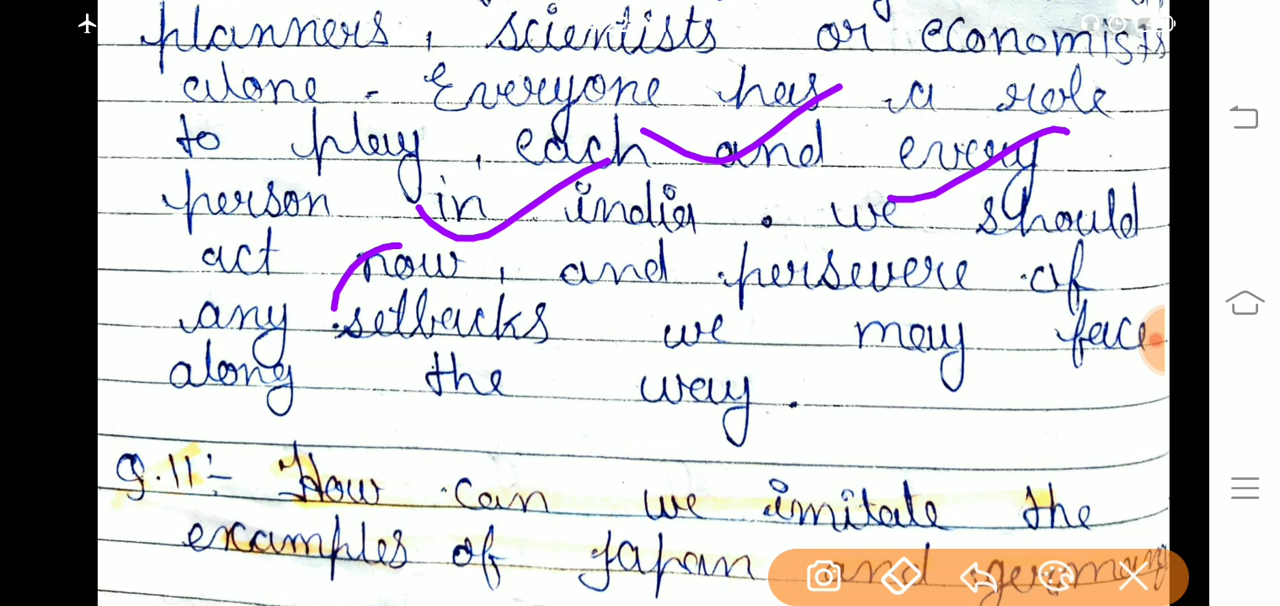 planners, scientists or economists
alone. Everyone has a role
to play, each and every
person in india. we should
act now, and persevere of
any setbacks we may face
along the way.
Q.11:- How can we imitate the
examples of Japan and germany